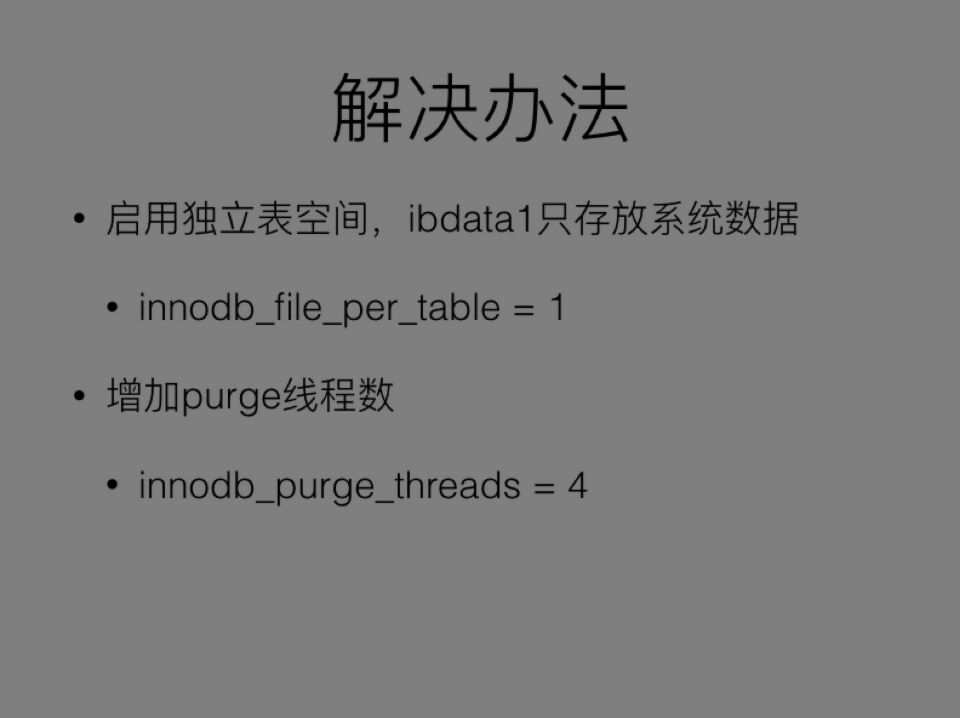 解决办法
• 启用独立表空间，ibdata1只存放系统数据
• innodb_file_per_table = 1
• 增加purge线程数
• innodb_purge_threads = 4